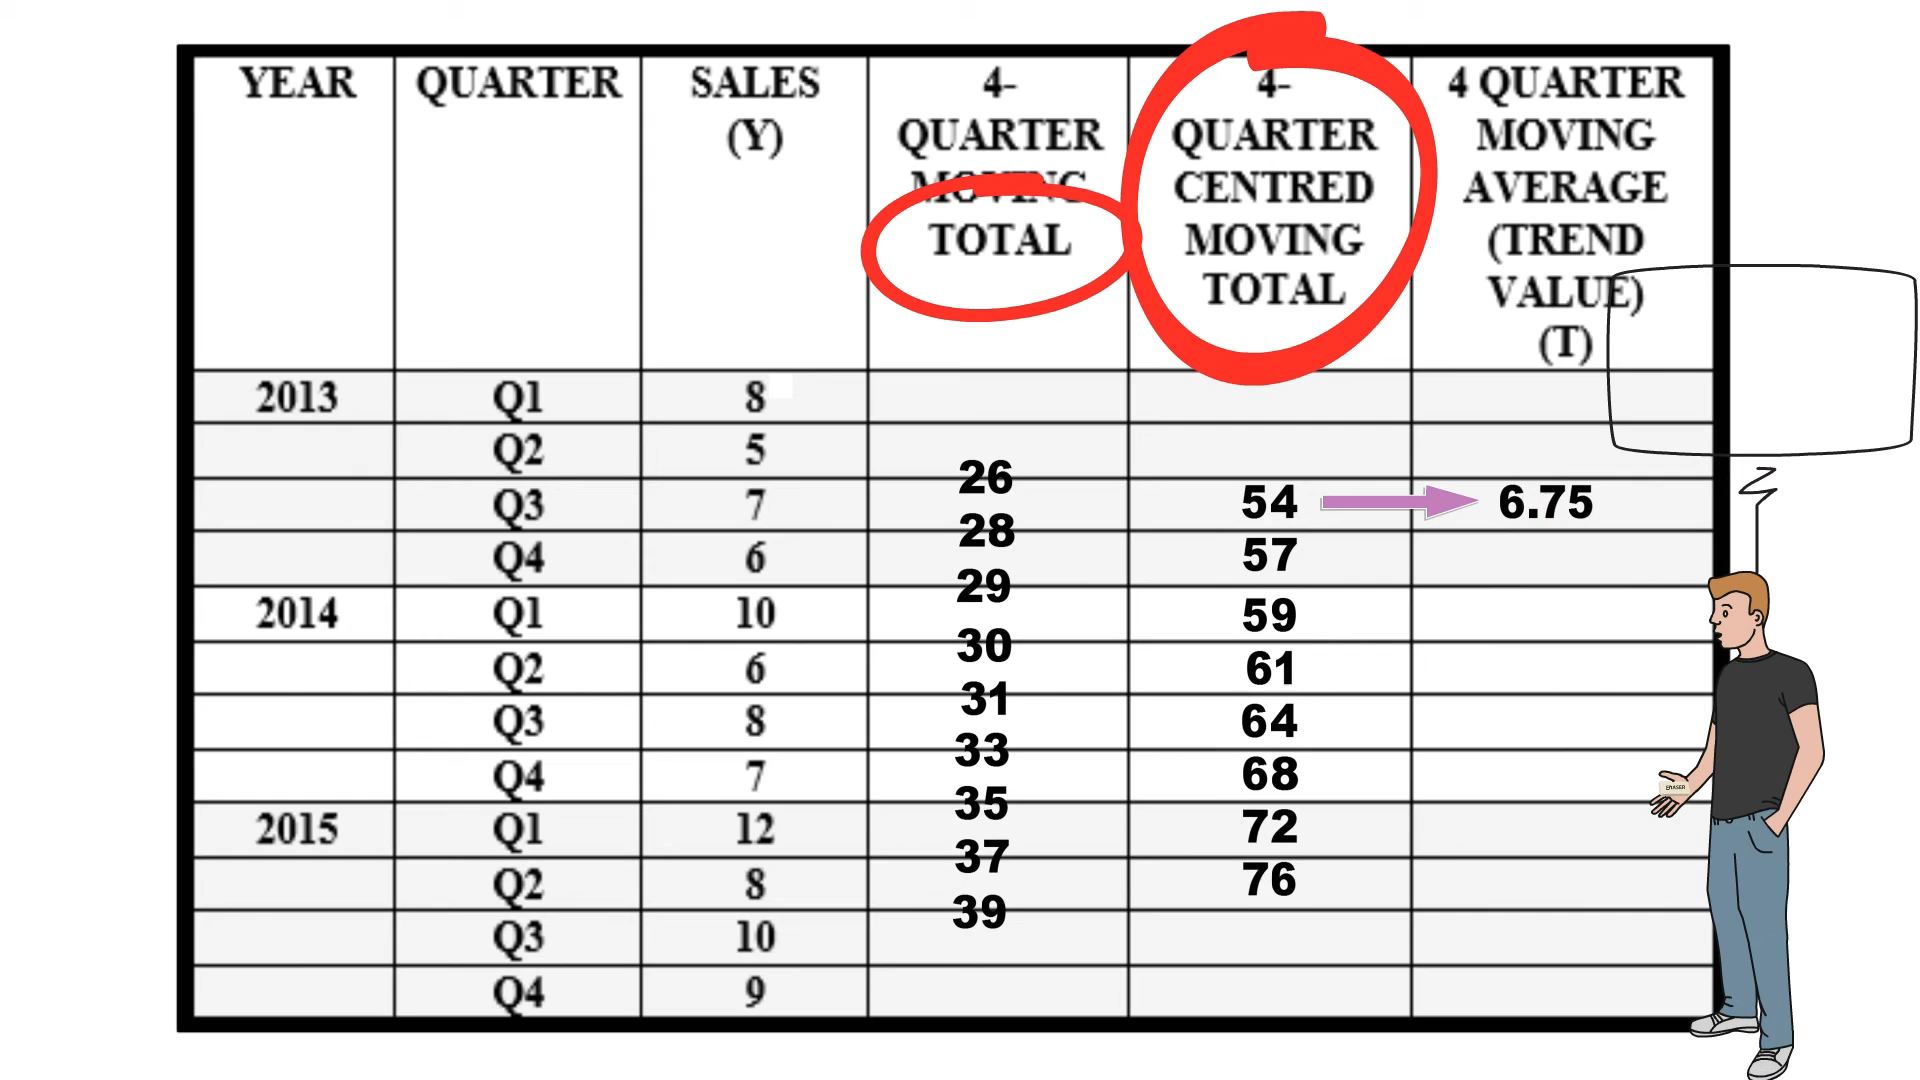 YEAR QUARTER SALES (Y) 4-QUARTER MOVING TOTAL 4-QUARTER CENTRED MOVING TOTAL 4 QUARTER MOVING AVERAGE (TREND VALUE) (T)
2013 Q1 8
Q2 5
26
Q3 7 54 6.75
28
Q4 6 57
29
2014 Q1 10 59
30
Q2 6 61
31
Q3 8 64
33
Q4 7 68
ERASER
35
2015 Q1 12 72
37
Q2 8 76
39
Q3 10
Q4 9